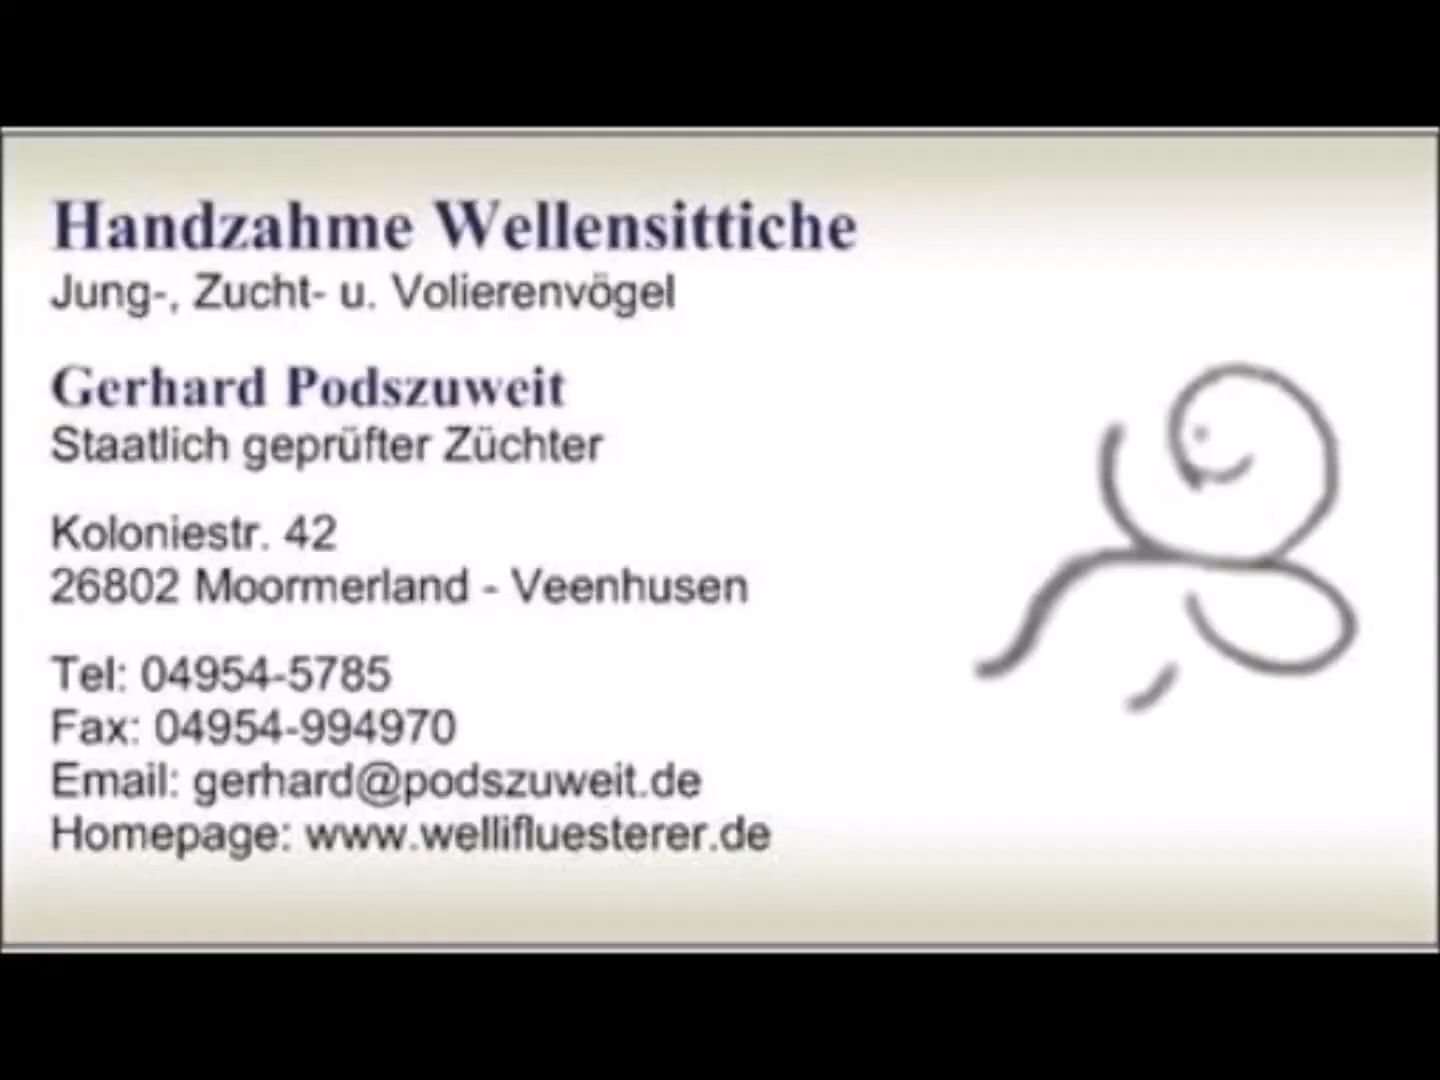 Handzahme Wellensittiche
Jung-, Zucht- u. Volierenvögel
Gerhard Podszuweit
Staatlich geprüfter Züchter
Koloniestr. 42
26802 Moormerland - Veenhusen
Tel: 04954-5785
Fax: 04954-994970
Email: gerhard@podszuweit.de
Homepage: www.wellifluesterer.de